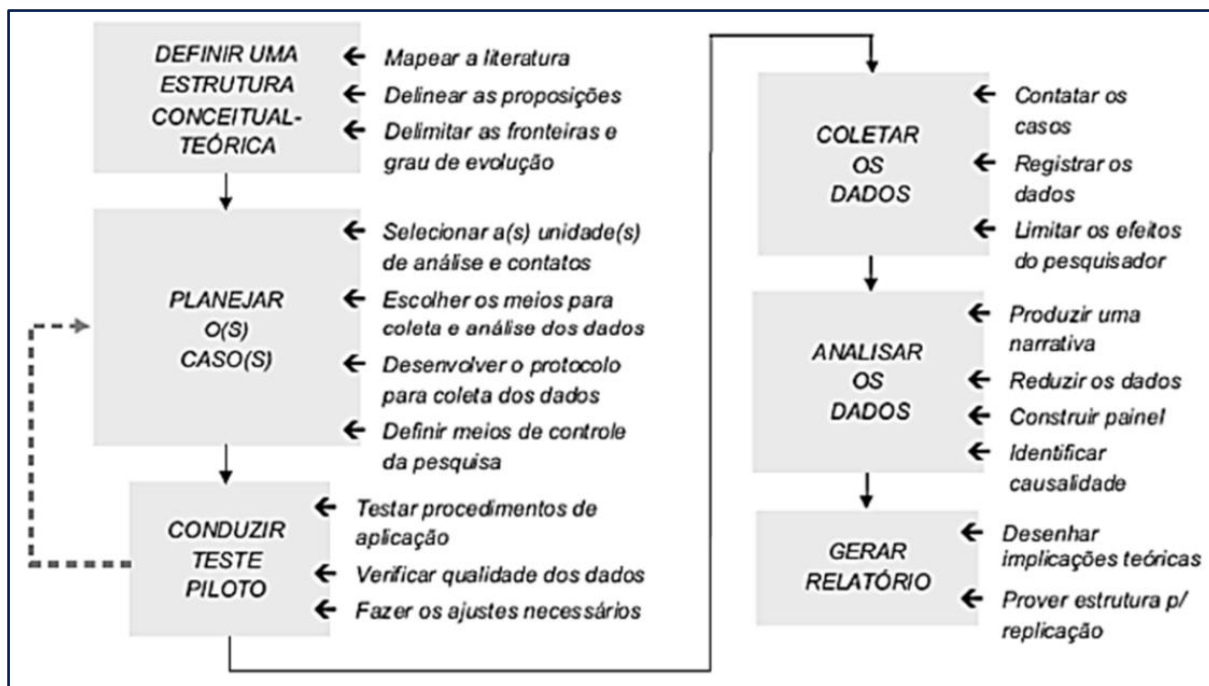 DEFINIR UMA
ESTRUTURA
CONCEITUAL-
TEÓRICA
Mapear a literatura
Delinear as proposições
Delimitar as fronteiras e
grau de evolução
PLANEJAR
O(S)
CASO(S)
Selecionar a(s) unidade(s)
de análise e contatos
Escolher os meios para
coleta e análise dos dados
Desenvolver o protocolo
para coleta dos dados
Definir meios de controle
da pesquisa
CONDUZIR
TESTE
PILOTO
Testar procedimentos de
aplicação
Verificar qualidade dos dados
Fazer os ajustes necessários
COLETAR
OS
DADOS
Contatar os
casos
Registrar os
dados
Limitar os efeitos
do pesquisador
ANALISAR
OS
DADOS
Produzir uma
narrativa
Reduzir os dados
Construir painel
Identificar
causalidade
GERAR
RELATÓRIO
Desenhar
implicações teóricas
Prover estrutura p/
replicação